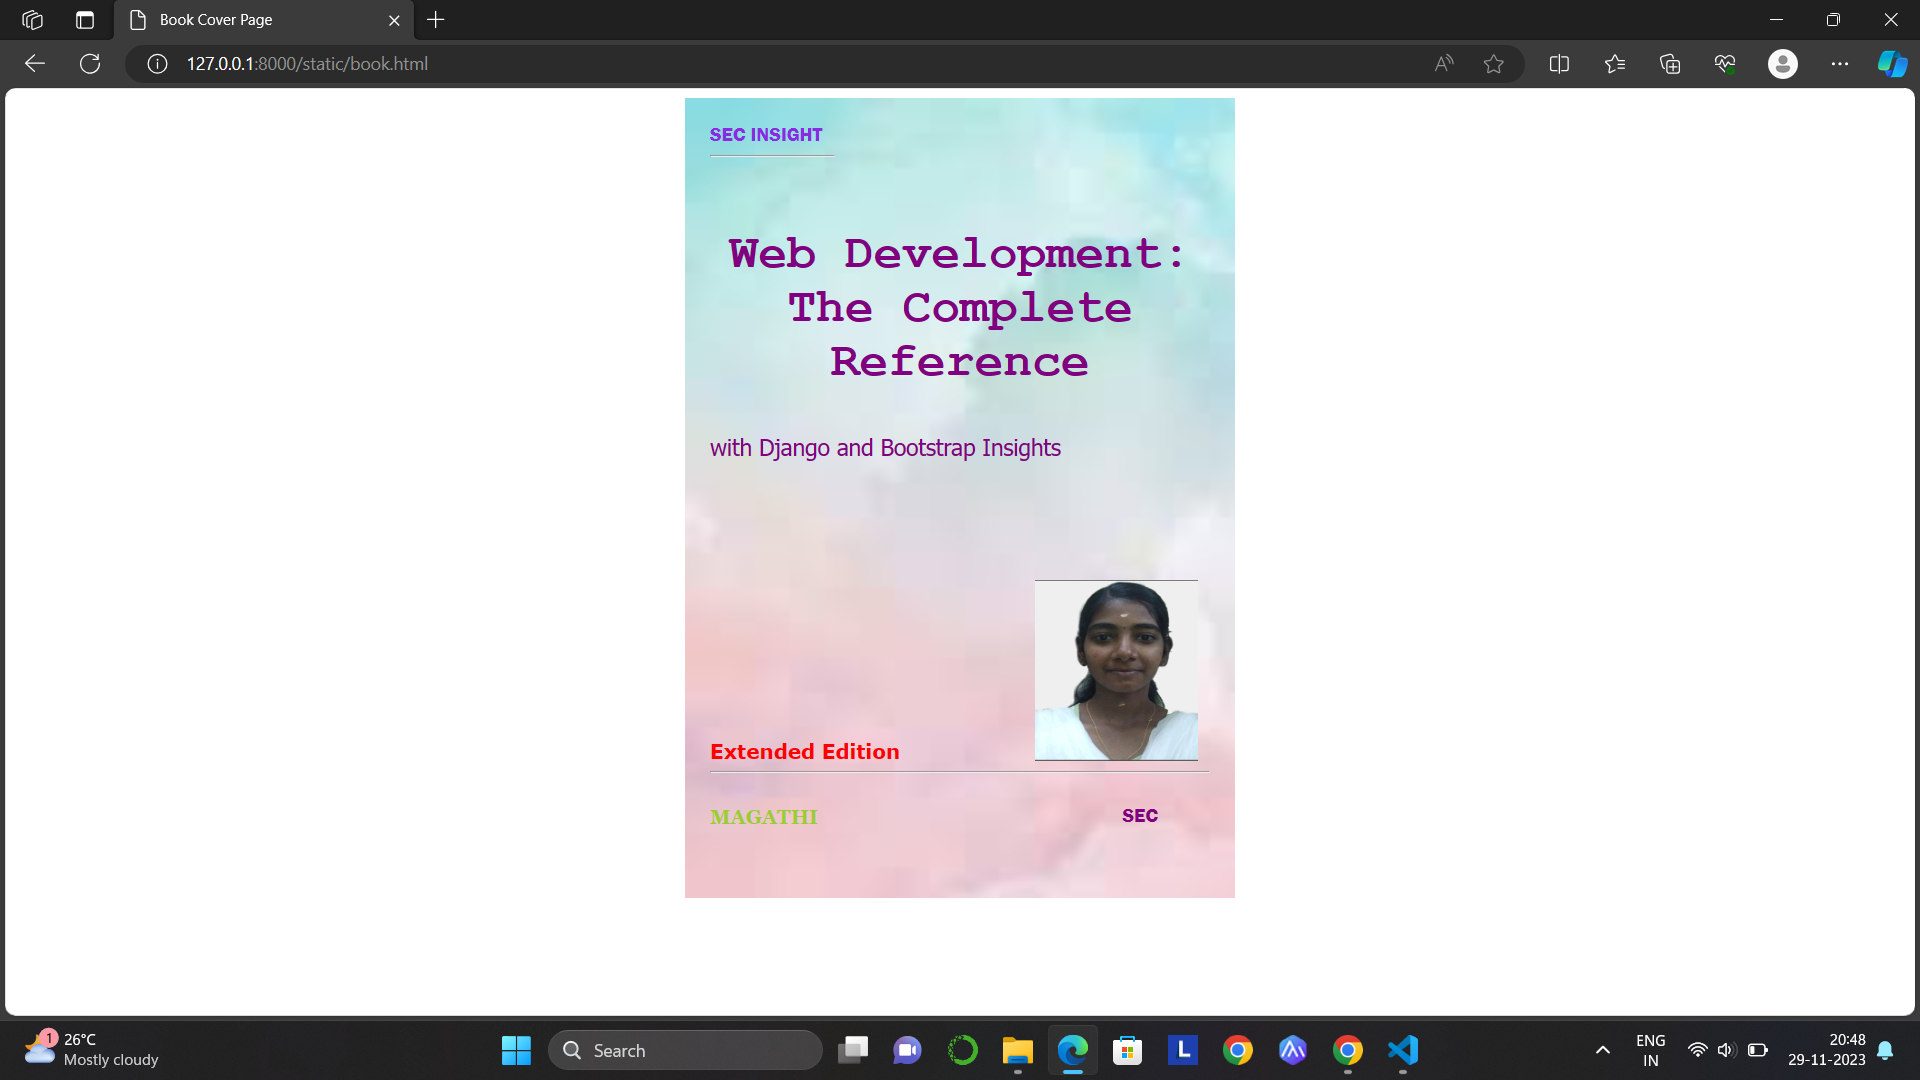 Book Cover Page
127.0.0.1:8000/static/book.html
SEC INSIGHT
Web Development:
The Complete
Reference
with Django and Bootstrap Insights
Extended Edition
MAGATHI
SEC
1
26°C
Mostly cloudy
Search
L
ENG
IN
20:48
29-11-2023